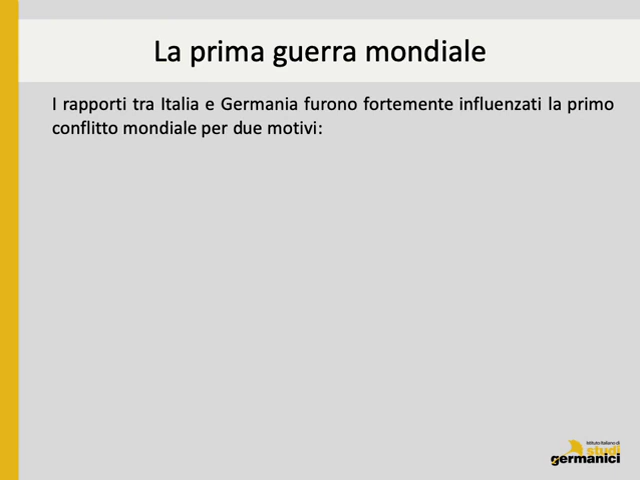 La prima guerra mondiale
I rapporti tra Italia e Germania furono fortemente influenzati la primo
conflitto mondiale per due motivi:
Istituto Italiano di
studi
germanici